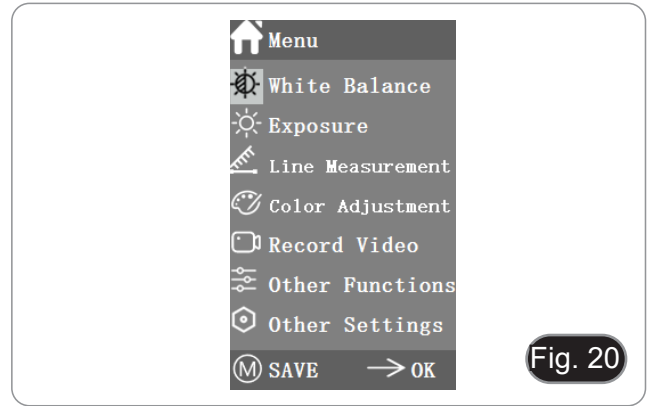 Menu
White Balance
Exposure
Line Measurement
Color Adjustment
Record Video
Other Functions
Other Settings
M SAVE → OK
Fig. 20